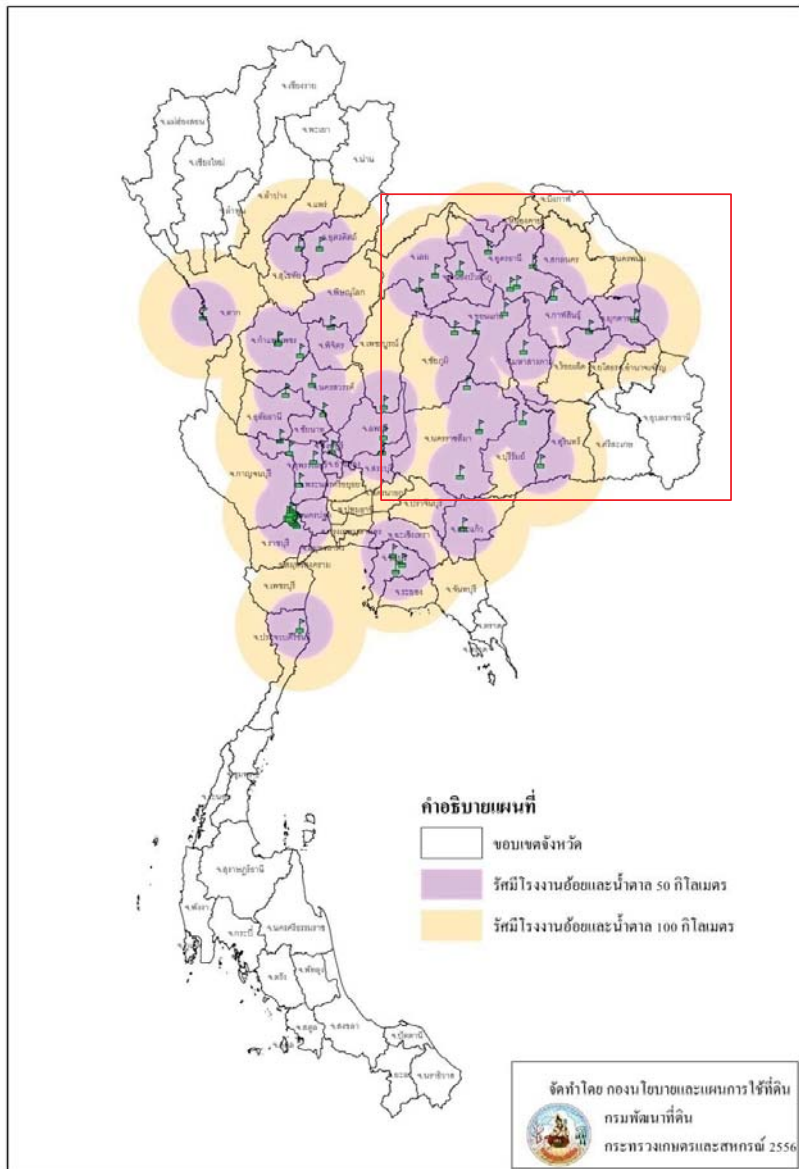 จ.เชียงราย
จ.แม่ฮ่องสอน
จ.พะเยา
จ.เชียงใหม่
จ.น่าน
จ.ลำปาง
จ.แพร่
จ.ลำพูน
จ.บึงกาฬ
จ.อุตรดิตถ์
จ.อุดรธานี
จ.เลย
จ.สกลนคร
จ.สุโขทัย
จ.นครพนม
จ.พิษณุโลก
จ.ตาก
จ.ขอนแก่น
จ.กาฬสินธุ์
จ.มุกดาหาร
จ.กำแพงเพชร
จ.พิจิตร
จ.เพชรบูรณ์
จ.มหาสารคาม
จ.ชัยภูมิ
จ.ร้อยเอ็ด
จ.ยโสธร
จ.อำนาจเจริญ
จ.นครสวรรค์
จ.อุทัยธานี
จ.อุบลราชธานี
จ.ชัยนาท
จ.นครราชสีมา
จ.สุรินทร์
จ.ศรีสะเกษ
จ.บุรีรัมย์
จ.สระบุรี
จ.กาญจนบุรี
จ.ปราจีนบุรี
จ.ราชบุรี
จ.ฉะเชิงเทรา
จ.เพชรบุรี
จ.ระยอง
จ.จันทบุรี
จ.ตราด
จ.ประจวบคีรีขันธ์
คำอธิบายแผนที่
ขอบเขตจังหวัด
รัศมีโรงงานอ้อยและน้ำตาล 50 กิโลเมตร
รัศมีโรงงานอ้อยและน้ำตาล 100 กิโลเมตร
จ.สุราษฎร์ธานี
จ.พังงา
จ.กระบี่
จ.นครศรีธรรมราช
จ.ตรัง
จ.พัทลุง
จ.สตูล
จ.สงขลา
จ.ปัตตานี
จ.ยะลา
จ.นราธิวาส
จัดทำโดย กองนโยบายและแผนการใช้ที่ดิน
กรมพัฒนาที่ดิน
กระทรวงเกษตรและสหกรณ์ 2556